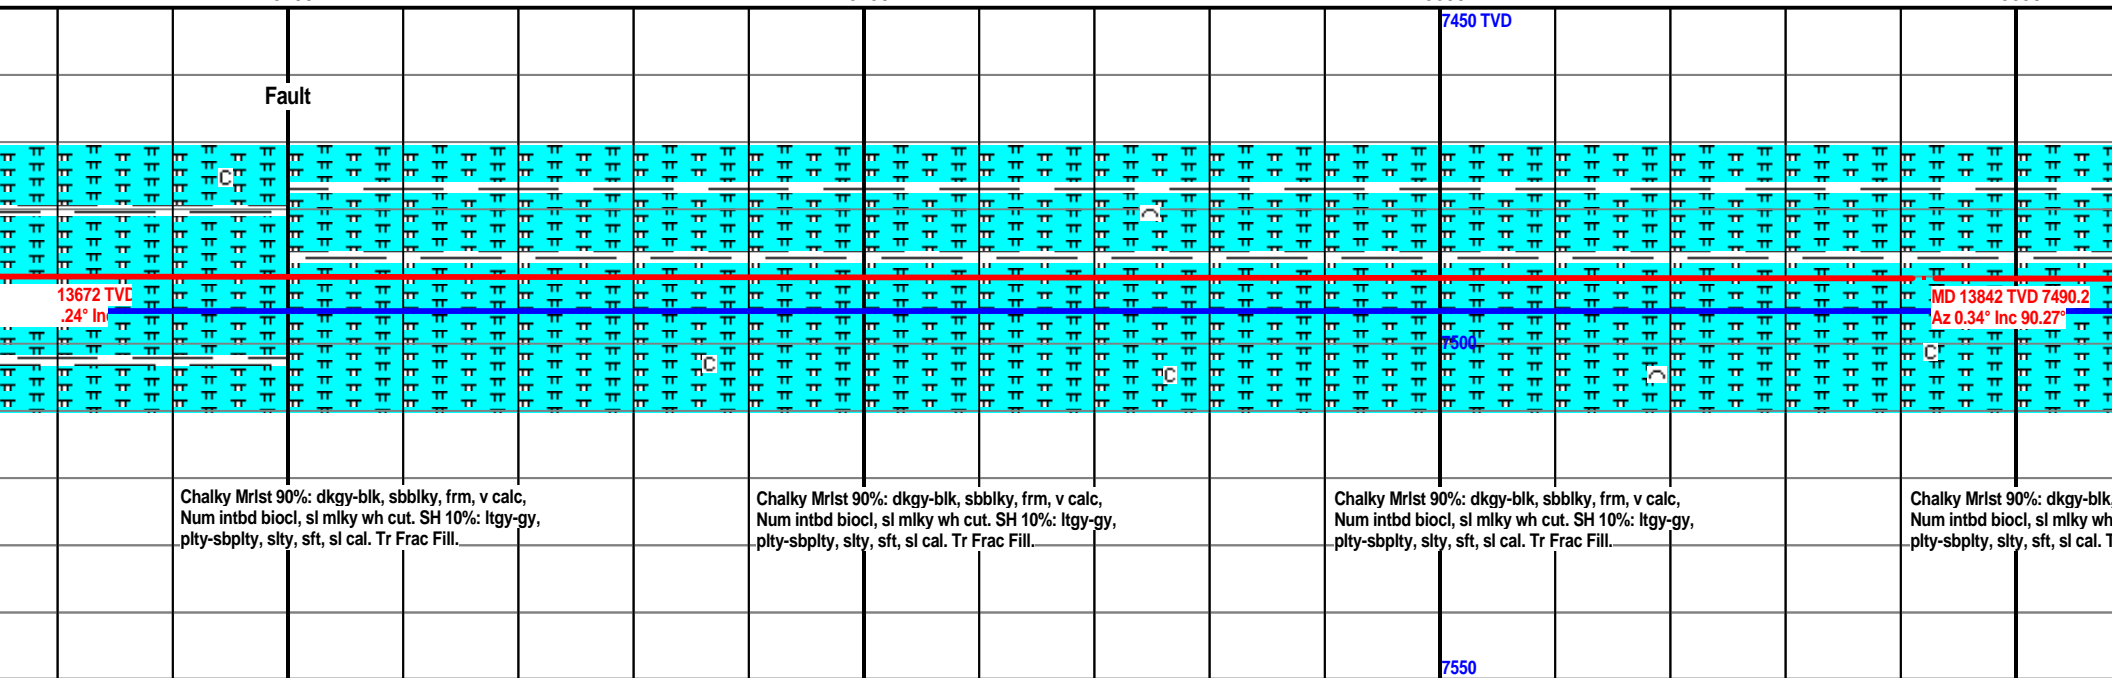 7450 TVD
Fault
C
13672 TVD
.24° In
MD 13842 TVD 7490.2
Az 0.34° Inc 90.27°
7500
C
C
C
Chalky Mrlst 90%: dkgy-blk, sbblky, frm, v calc,
Num intbd biocl, sl mlky wh cut. SH 10%: ltgy-gy,
plty-sbplty, slty, sft, sl cal. Tr Frac Fill.
Chalky Mrlst 90%: dkgy-blk, sbblky, frm, v calc,
Num intbd biocl, sl mlky wh cut. SH 10%: ltgy-gy,
plty-sbplty, slty, sft, sl cal. Tr Frac Fill.
Chalky Mrlst 90%: dkgy-blk, sbblky, frm, v calc,
Num intbd biocl, sl mlky wh cut. SH 10%: ltgy-gy,
plty-sbplty, slty, sft, sl cal. Tr Frac Fill.
Chalky Mrlst 90%: dkgy-blk,
Num intbd biocl, sl mlky wh
plty-sbplty, slty, sft, sl cal. T
7550